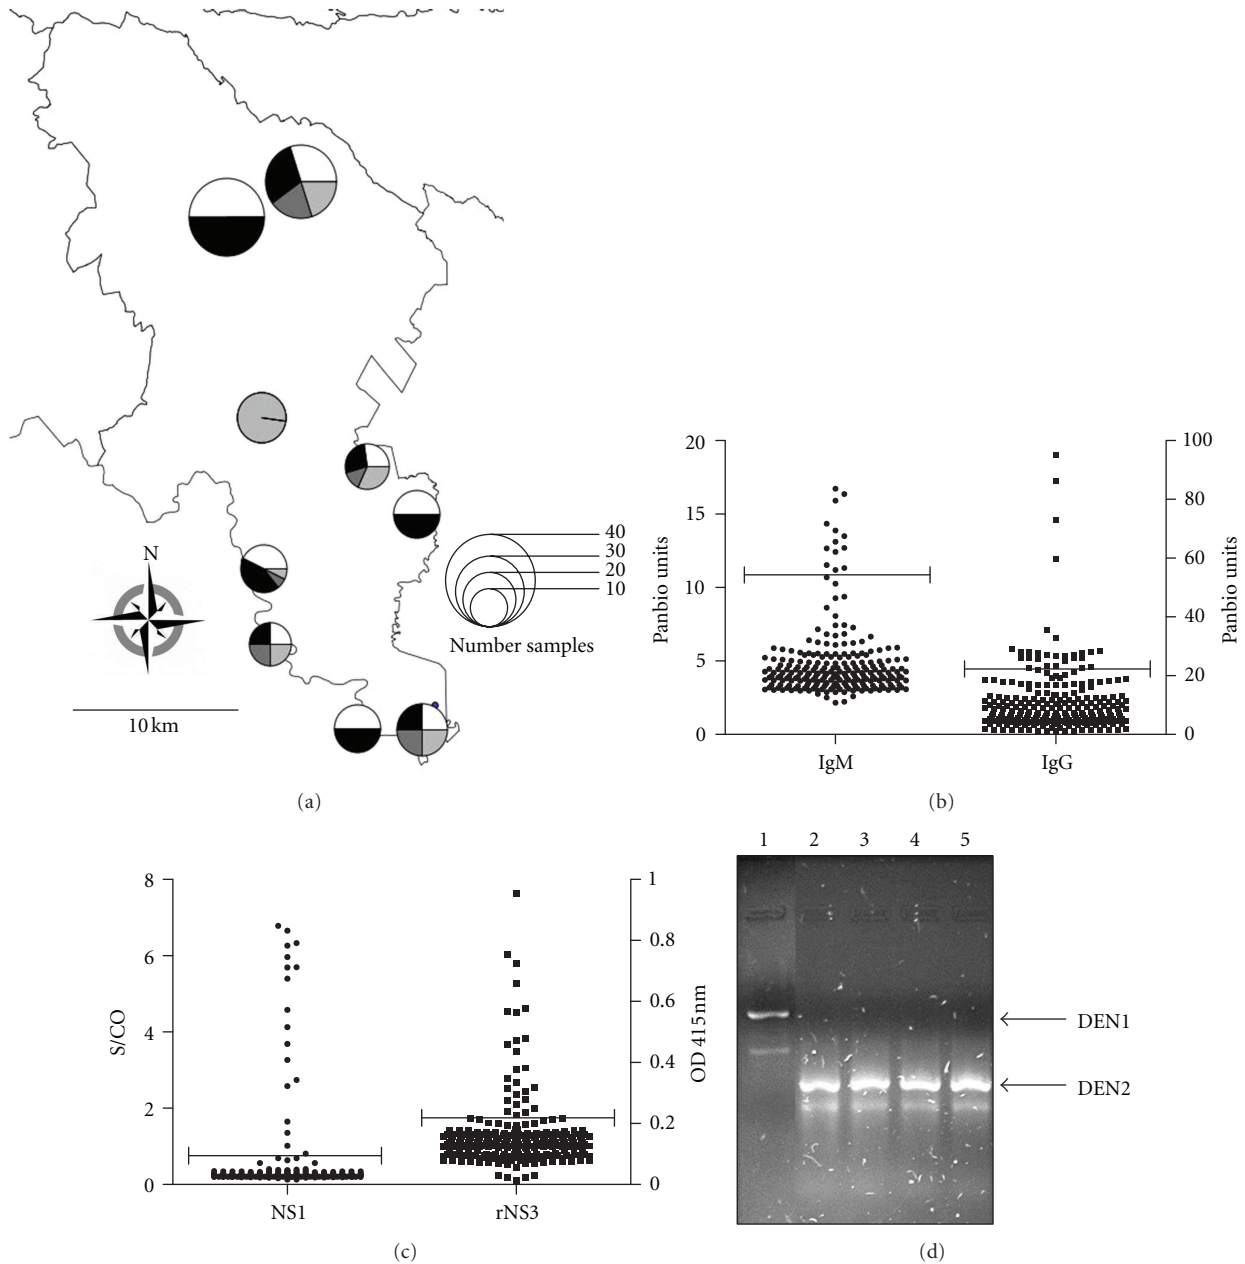 N
10 km
40
30
20
10
Number samples
(a)
20
15
10
5
0
Panbio units
100
80
60
40
20
0
Panbio units
IgM
IgG
(b)
8
6
4
2
0
S/CO
1
0.8
0.6
0.4
0.2
0
OD 415 nm
NS1
rNS3
(c)
1 2 3 4 5
DEN1
DEN2
(d)